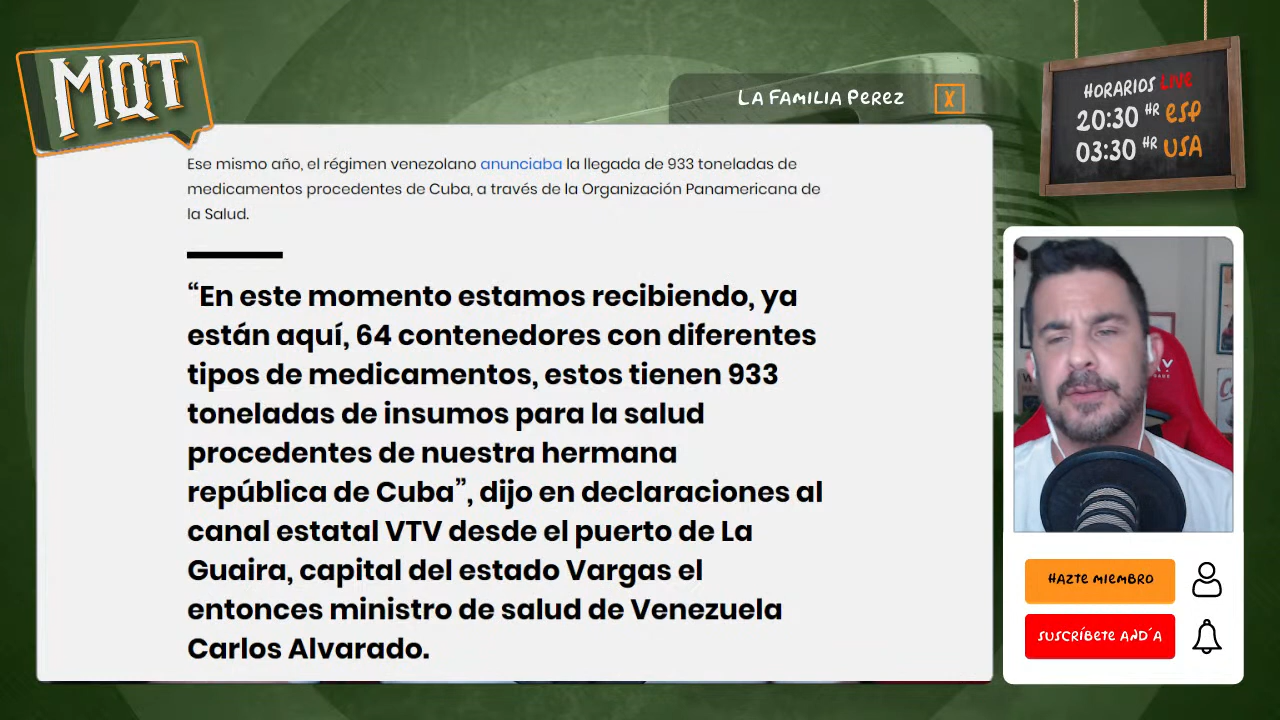 MQT
LA FAMILIA PEREZ
X
HORARIOS LIVE
20:30 HR ESP
03:30 HR USA
Ese mismo año, el régimen venezolano anunciaba la llegada de 933 toneladas de
medicamentos procedentes de Cuba, a través de la Organización Panamericana de
la Salud.
“En este momento estamos recibiendo, ya
están aquí, 64 contenedores con diferentes
tipos de medicamentos, estos tienen 933
toneladas de insumos para la salud
procedentes de nuestra hermana
república de Cuba”, dijo en declaraciones al
canal estatal VTV desde el puerto de La
Guaira, capital del estado Vargas el
entonces ministro de salud de Venezuela
Carlos Alvarado.
HAZTE MIEMBRO
SUSCRÍBETE AND´A